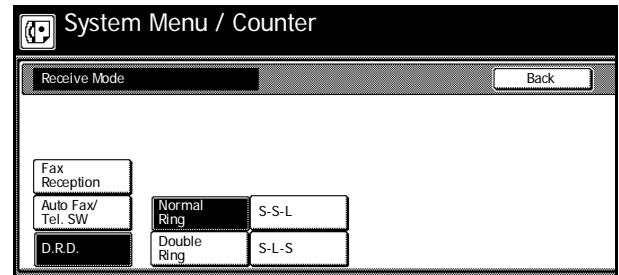 System Menu / Counter
Receive Mode
Back
Fax
Reception
Auto Fax/
Tel. SW
Normal
Ring
S-S-L
D.R.D.
Double
Ring
S-L-S